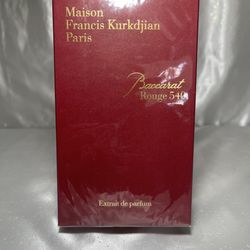 Maison
Francis Kurkdjian
Paris
Baccarat
Rouge 540
Extrait de parfum